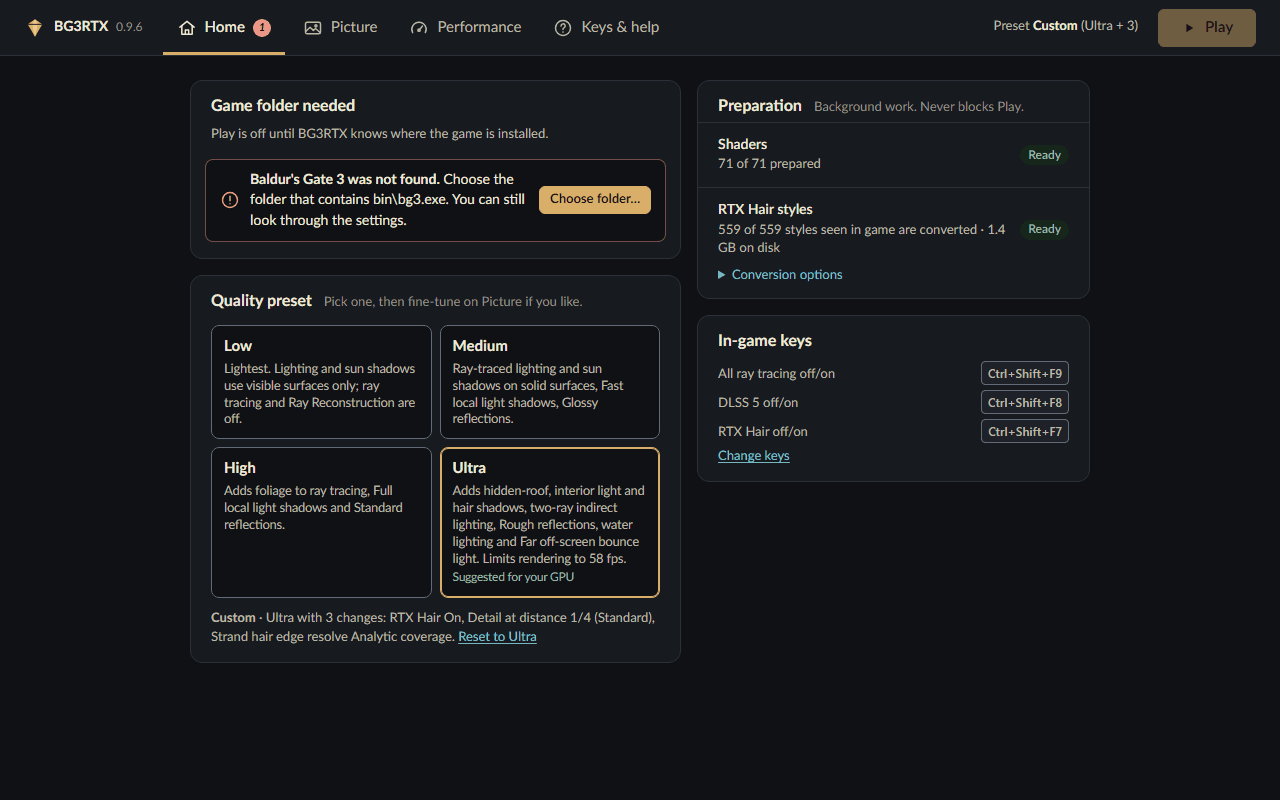 BG3RTX 0.9.6
Home 1
Picture
Performance
Keys & help
Preset Custom (Ultra + 3)
Play
Game folder needed
Play is off until BG3RTX knows where the game is installed.
Baldur's Gate 3 was not found. Choose the
folder that contains bin\bg3.exe. You can still
look through the settings.
Choose folder...
Quality preset Pick one, then fine-tune on Picture if you like.
Low
Lightest. Lighting and sun shadows
use visible surfaces only; ray
tracing and Ray Reconstruction are
off.
Medium
Ray-traced lighting and sun
shadows on solid surfaces, Fast
local light shadows, Glossy
reflections.
High
Adds foliage to ray tracing, Full
local light shadows and Standard
reflections.
Ultra
Adds hidden-roof, interior light and
hair shadows, two-ray indirect
lighting, Rough reflections, water
lighting and Far off-screen bounce
light. Limits rendering to 58 fps.
Suggested for your GPU
Custom · Ultra with 3 changes: RTX Hair On, Detail at distance 1/4 (Standard),
Strand hair edge resolve Analytic coverage. Reset to Ultra
Preparation Background work. Never blocks Play.
Shaders
71 of 71 prepared
Ready
RTX Hair styles
559 of 559 styles seen in game are converted · 1.4
GB on disk
Ready
Conversion options
In-game keys
All ray tracing off/on Ctrl+Shift+F9
DLSS 5 off/on Ctrl+Shift+F8
RTX Hair off/on Ctrl+Shift+F7
Change keys